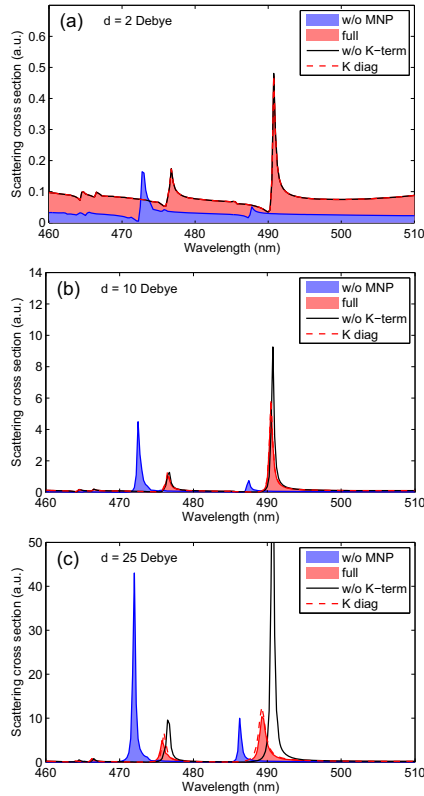 (a)
d = 2 Debye
w/o MNP
full
w/o K−term
K diag
Scattering cross section (a.u.)
0.6
0.5
0.4
0.3
0.2
0.1
0
460
470
480
490
500
510
Wavelength (nm)
(b)
d = 10 Debye
w/o MNP
full
w/o K−term
K diag
Scattering cross section (a.u.)
14
12
10
8
6
4
2
0
460
470
480
490
500
510
Wavelength (nm)
(c)
d = 25 Debye
w/o MNP
full
w/o K−term
K diag
Scattering cross section (a.u.)
50
40
30
20
10
0
460
470
480
490
500
510
Wavelength (nm)